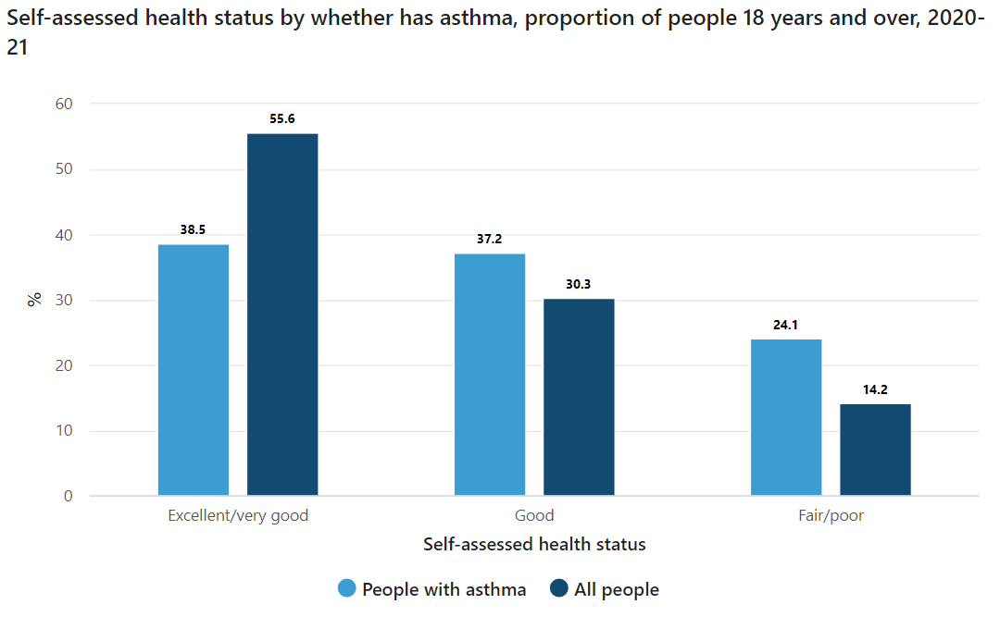 Self-assessed health status by whether has asthma, proportion of people 18 years and over, 2020-
21
60
50
40
30
20
10
0
%
55.6
38.5
37.2
30.3
24.1
14.2
Excellent/very good
Good
Fair/poor
Self-assessed health status
People with asthma
All people